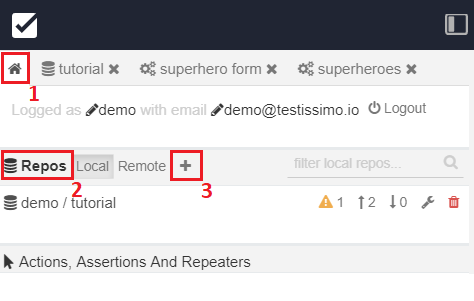 tutorial superhero form superheroes
1
Logged as demo with email demo@testissimo.io Logout
Repos Local Remote + filter local repos...
2 3
demo / tutorial 1 2 0
Actions, Assertions And Repeaters